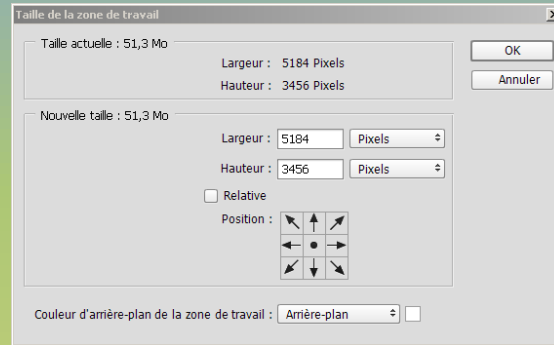 Taille de la zone de travail
Taille actuelle : 51,3 Mo
OK
Largeur : 5184 Pixels
Annuler
Hauteur : 3456 Pixels
Nouvelle taille : 51,3 Mo
Largeur : 5184 Pixels
Hauteur : 3456 Pixels
Relative
Position :
Couleur d'arrière-plan de la zone de travail : Arrière-plan